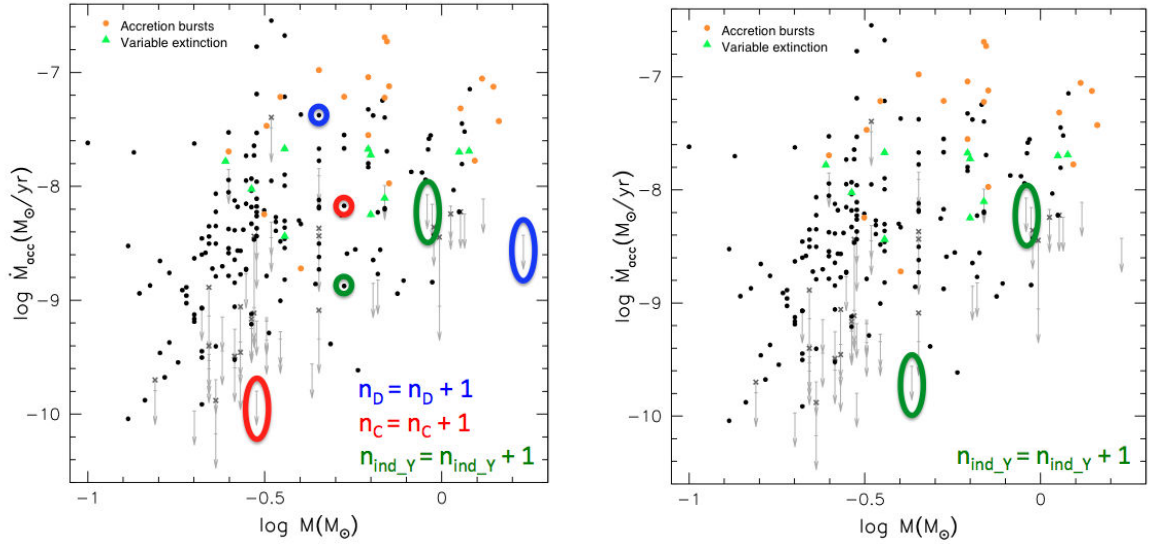 Accretion bursts
Variable extinction
-7
-8
-9
-10
log Ṁacc(M⊙/yr)
nD = nD + 1
nC = nC + 1
nind_Y = nind_Y + 1
-1
-0.5
0
log M(M⊙)
Accretion bursts
Variable extinction
-7
-8
-9
-10
log Ṁacc(M⊙/yr)
nind_Y = nind_Y + 1
-1
-0.5
0
log M(M⊙)